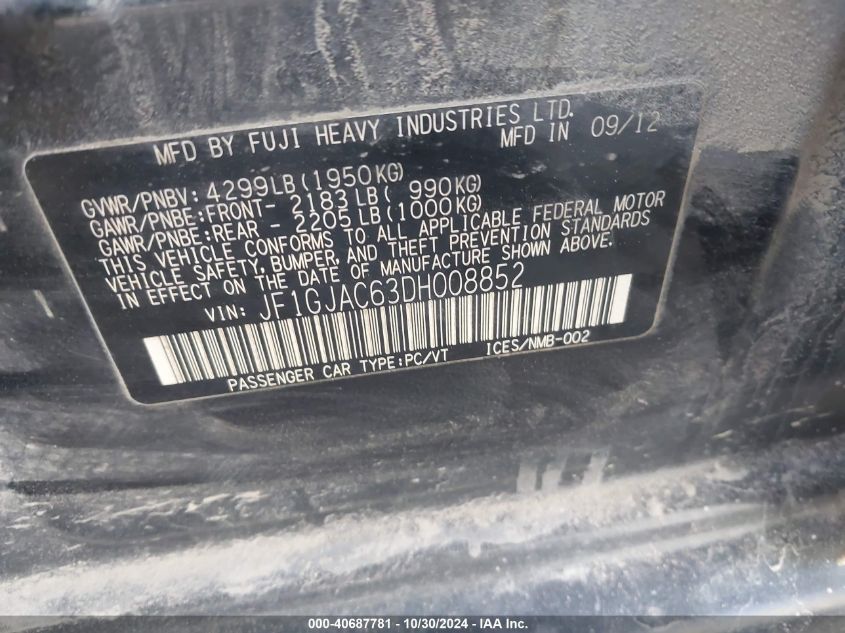 MFD BY FUJI HEAVY INDUSTRIES LTD.
MFD IN 09/12
GVWR/PNBV: 4299LB(1950KG)
GAWR/PNBE:FRONT- 2183LB( 990KG)
GAWR/PNBE:REAR - 2205LB(1000KG)
THIS VEHICLE CONFORMS TO ALL APPLICABLE FEDERAL MOTOR
VEHICLE SAFETY, BUMPER, AND THEFT PREVENTION STANDARDS
IN EFFECT ON THE DATE OF MANUFACTURE SHOWN ABOVE.
VIN: JF1GJAC63DH008852
PASSENGER CAR TYPE:PC/VT ICES/NMB-002
000-40687781 - 10/30/2024 - IAA Inc.